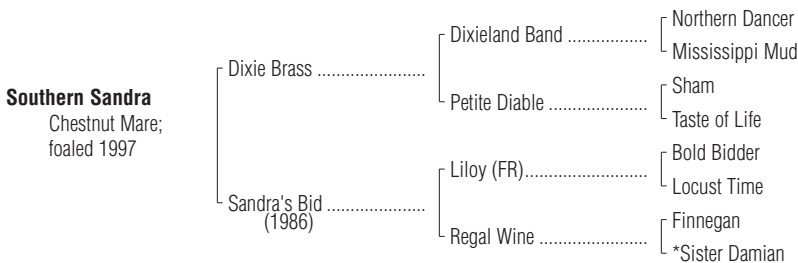 Northern Dancer
Dixieland Band ..................
Mississippi Mud
Dixie Brass ......................
Sham
Petite Diable .....................
Taste of Life
Southern Sandra
Chestnut Mare;
foaled 1997
Bold Bidder
Liloy (FR)..........................
Locust Time
Sandra's Bid .....................
(1986)
Finnegan
Regal Wine .......................
*Sister Damian